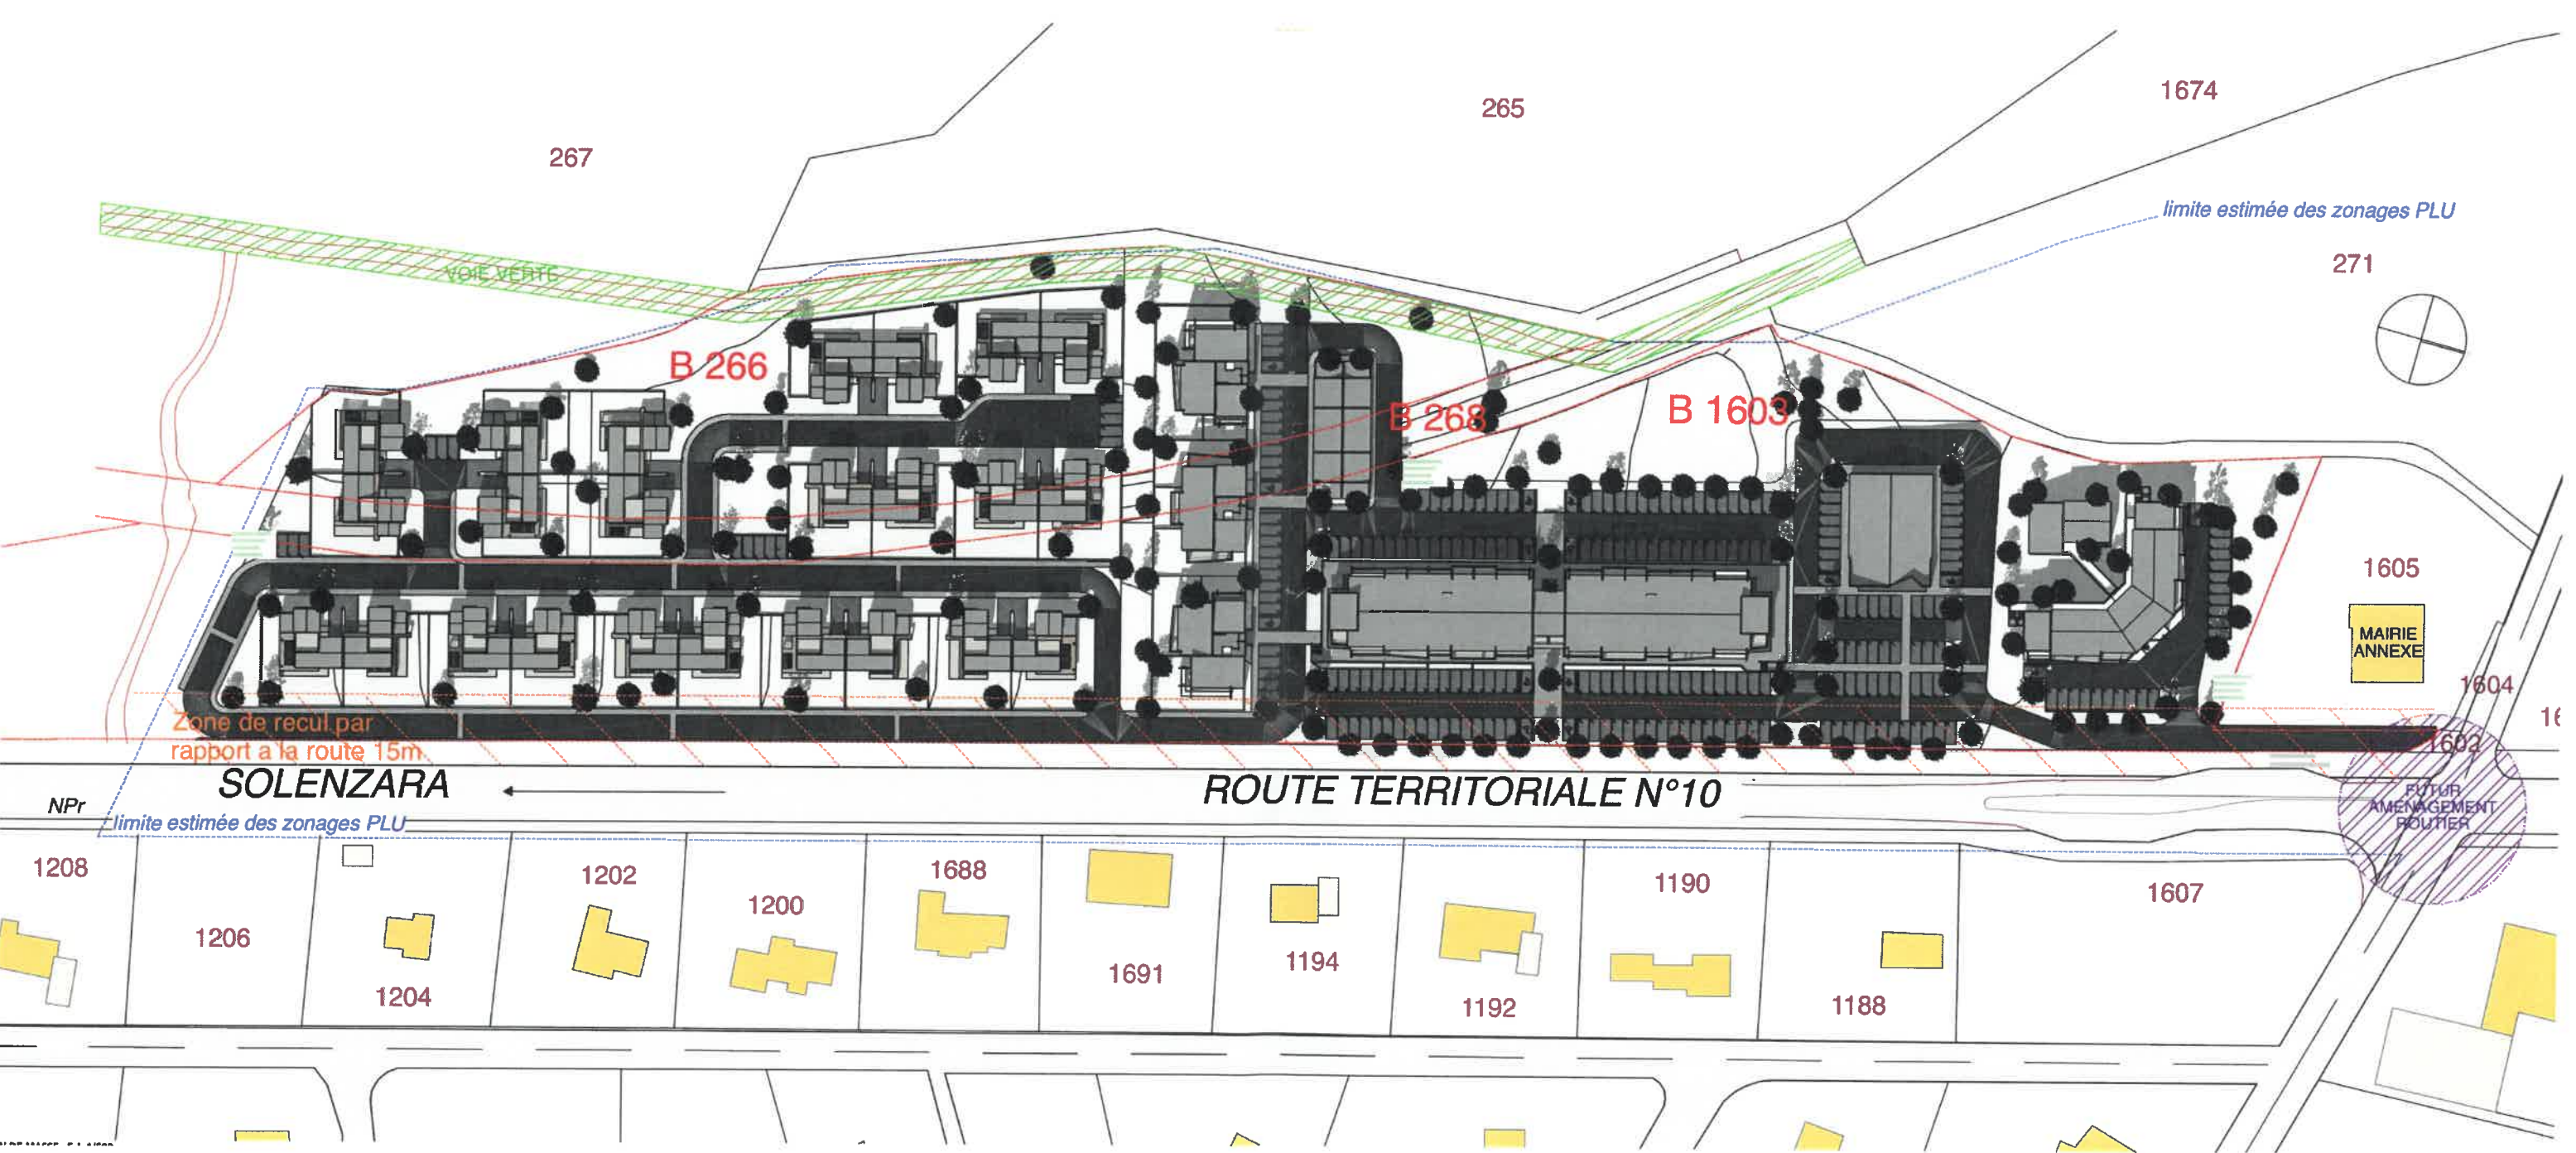 265
1674
267
limite estimée des zonages PLU
271
VOIE VERTE
B 266
B 268
B 1603
1605
MAIRIE
ANNEXE
1604
Zone de recul par
rapport a la route 15m
1602
SOLENZARA
ROUTE TERRITORIALE N°10
NPr
FUTUR
AMENAGEMENT
ROUTIER
limite estimée des zonages PLU
1208
1202
1688
1190
1607
1200
1206
1194
1691
1204
1192
1188